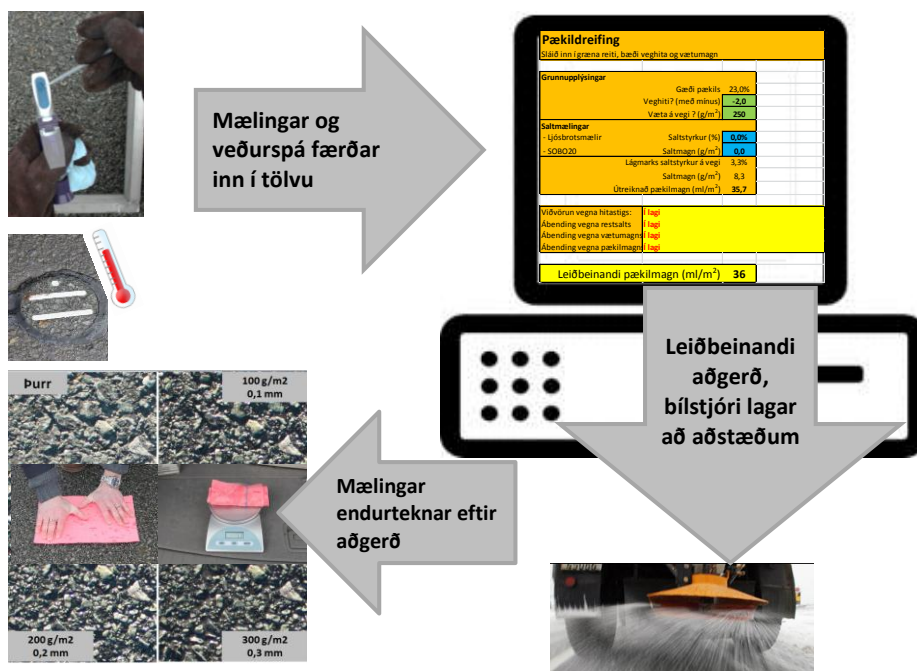 Mælingar og
veðurspá færðar
inn í tölvu
Pækildreifing
Sláið inn í græna reiti, bæði veghita og vætumagn
Grunnupplýsingar
Gæði pækils 23,0%
Veghiti? (með mínus) -2,0
Væta á vegi ? (g/m²) 250
Saltmælingar
- Ljósbrotsmælir Saltstyrkur (%) 0,0%
- SOBO20 Saltmagn (g/m²) 0,0
Lágmarks saltstyrkur á vegi 3,3%
Saltmagn (g/m²) 8,3
Útreiknað pækilmagn (ml/m²) 35,7
Viðvörun vegna hitastigs: Í lagi
Ábending vegna restsalts Í lagi
Ábending vegna vætumagns Í lagi
Ábending vegna pækilmagn Í lagi
Leiðbeinandi pækilmagn (ml/m²) 36
Leiðbeinandi
aðgerð,
bílstjóri lagar
að aðstæðum
Mælingar
endurteknar eftir
aðgerð
Þurr
100 g/m2
0,1 mm
200 g/m2
0,2 mm
300 g/m2
0,3 mm